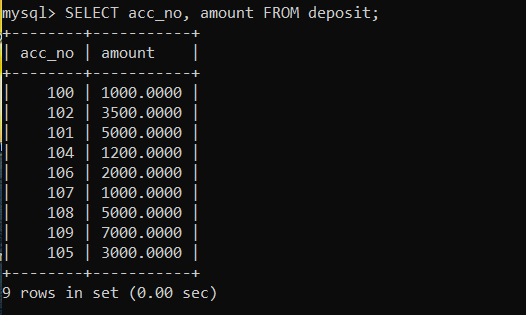 mysql> SELECT acc_no, amount FROM deposit;
+--------+-----------+
| acc_no | amount    |
+--------+-----------+
|    100 | 1000.0000 |
|    102 | 3500.0000 |
|    101 | 5000.0000 |
|    104 | 1200.0000 |
|    106 | 2000.0000 |
|    107 | 1000.0000 |
|    108 | 5000.0000 |
|    109 | 7000.0000 |
|    105 | 3000.0000 |
+--------+-----------+
9 rows in set (0.00 sec)